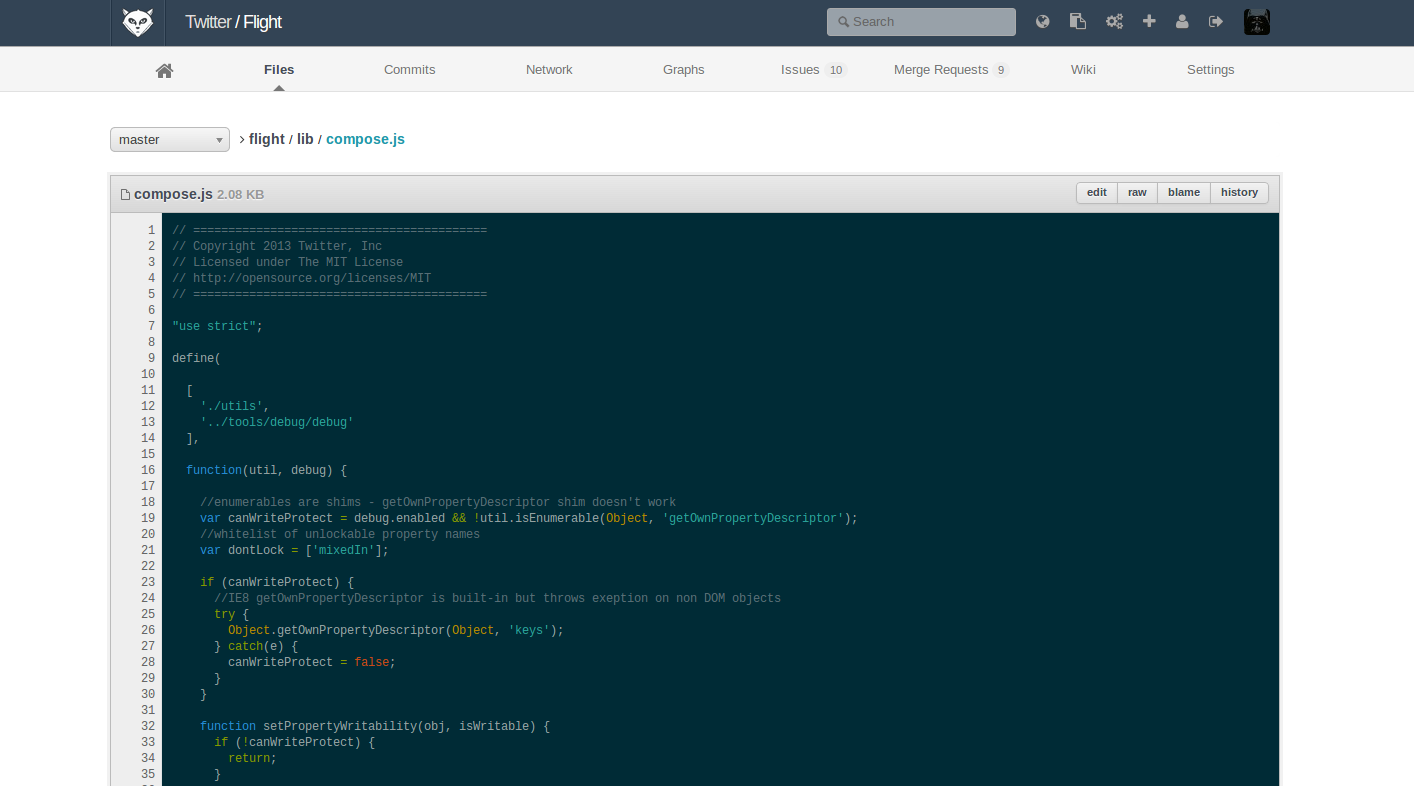 Twitter / Flight
Search
Files
Commits
Network
Graphs
Issues 10
Merge Requests 9
Wiki
Settings
master
flight / lib / compose.js
compose.js 2.08 KB
edit
raw
blame
history
1 // ==========================================
2 // Copyright 2013 Twitter, Inc
3 // Licensed under The MIT License
4 // http://opensource.org/licenses/MIT
5 // ==========================================
6
7 "use strict";
8
9 define(
10
11   [
12     './utils',
13     '../tools/debug/debug'
14   ],
15
16   function(util, debug) {
17
18     //enumerables are shims - getOwnPropertyDescriptor shim doesn't work
19     var canWriteProtect = debug.enabled && !util.isEnumerable(Object, 'getOwnPropertyDescriptor');
20     //whitelist of unlockable property names
21     var dontLock = ['mixedIn'];
22
23     if (canWriteProtect) {
24       //IE8 getOwnPropertyDescriptor is built-in but throws exeption on non DOM objects
25       try {
26         Object.getOwnPropertyDescriptor(Object, 'keys');
27       } catch(e) {
28         canWriteProtect = false;
29       }
30     }
31
32     function setPropertyWritability(obj, isWritable) {
33       if (!canWriteProtect) {
34         return;
35       }